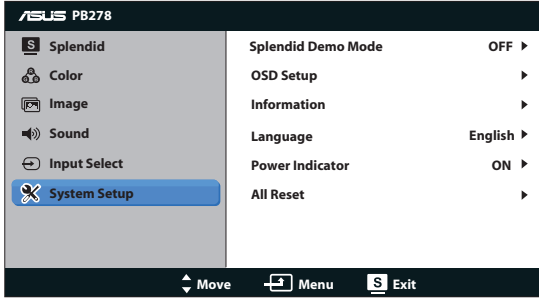 ASUS PB278
S Splendid
Color
Image
Sound
Input Select
System Setup
Splendid Demo Mode OFF
OSD Setup
Information
Language English
Power Indicator ON
All Reset
Move Menu S Exit